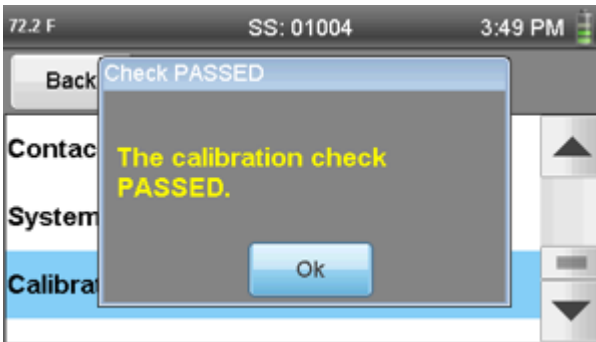 72.2 F SS: 01004 3:49 PM
Back
Check PASSED
Contac
The calibration check
PASSED.
System
Ok
Calibrat